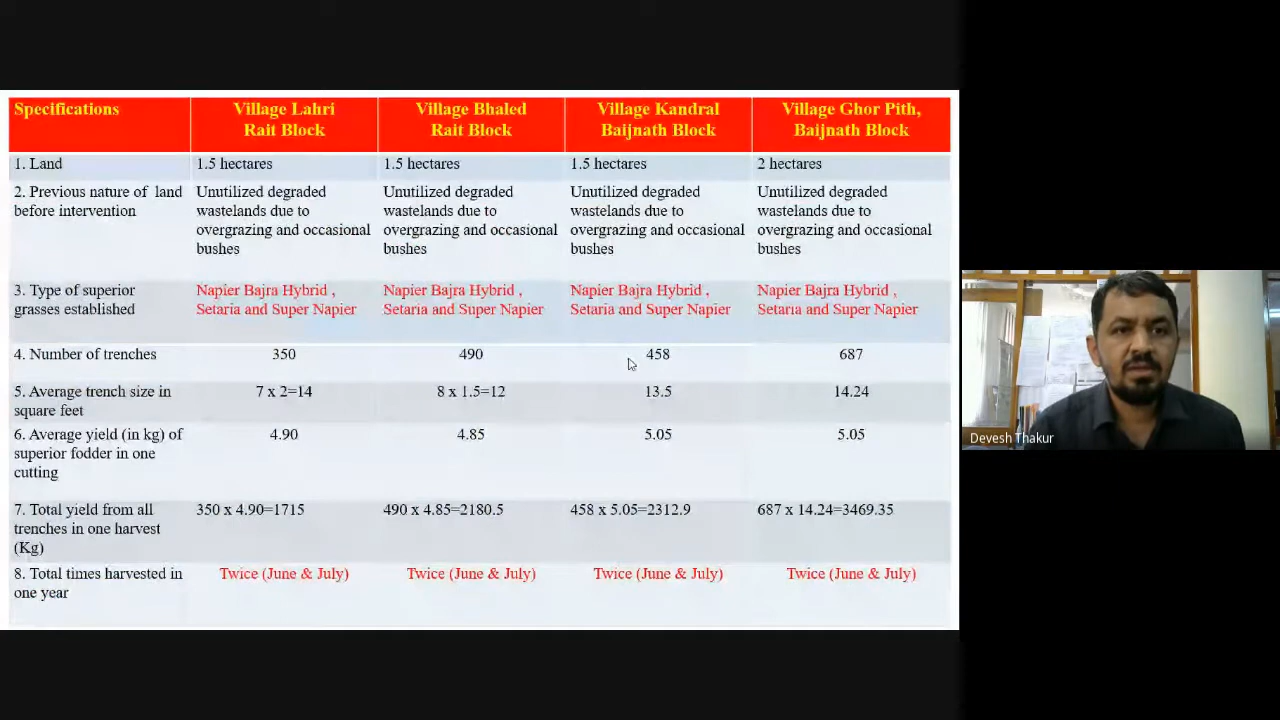 Specifications
Village Lahri
Rait Block
Village Bhaled
Rait Block
Village Kandral
Baijnath Block
Village Ghor Pith,
Baijnath Block
1. Land
1.5 hectares
1.5 hectares
1.5 hectares
2 hectares
2. Previous nature of land
before intervention
Unutilized degraded
wastelands due to
overgrazing and occasional
bushes
Unutilized degraded
wastelands due to
overgrazing and occasional
bushes
Unutilized degraded
wastelands due to
overgrazing and occasional
bushes
Unutilized degraded
wastelands due to
overgrazing and occasional
bushes
3. Type of superior
grasses established
Napier Bajra Hybrid ,
Setaria and Super Napier
Napier Bajra Hybrid ,
Setaria and Super Napier
Napier Bajra Hybrid ,
Setaria and Super Napier
Napier Bajra Hybrid ,
Setaria and Super Napier
4. Number of trenches
350
490
458
687
5. Average trench size in
square feet
7 x 2=14
8 x 1.5=12
13.5
14.24
6. Average yield (in kg) of
superior fodder in one
cutting
4.90
4.85
5.05
5.05
7. Total yield from all
trenches in one harvest
(Kg)
350 x 4.90=1715
490 x 4.85=2180.5
458 x 5.05=2312.9
687 x 14.24=3469.35
8. Total times harvested in
one year
Twice (June & July)
Twice (June & July)
Twice (June & July)
Twice (June & July)
Devesh Thakur